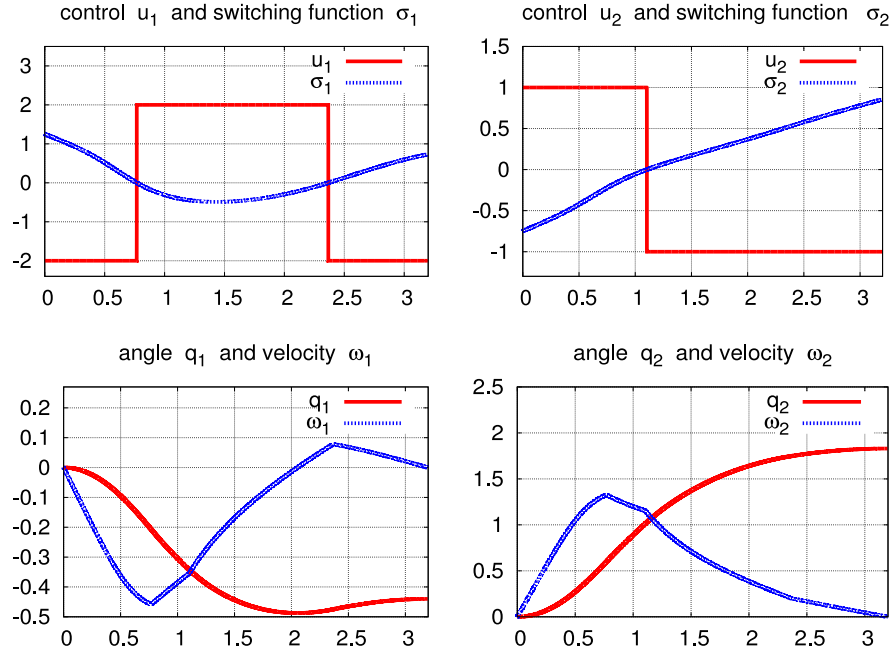 control u1 and switching function σ1
control u2 and switching function σ2
3
2
1
0
-1
-2
u1
σ1
0 0.5 1 1.5 2 2.5 3
1.5
1
0.5
0
-0.5
-1
u2
σ2
0 0.5 1 1.5 2 2.5 3
angle q1 and velocity ω1
angle q2 and velocity ω2
0.2
0.1
0
-0.1
-0.2
-0.3
-0.4
-0.5
q1
ω1
0 0.5 1 1.5 2 2.5 3
2.5
2
1.5
1
0.5
0
q2
ω2
0 0.5 1 1.5 2 2.5 3